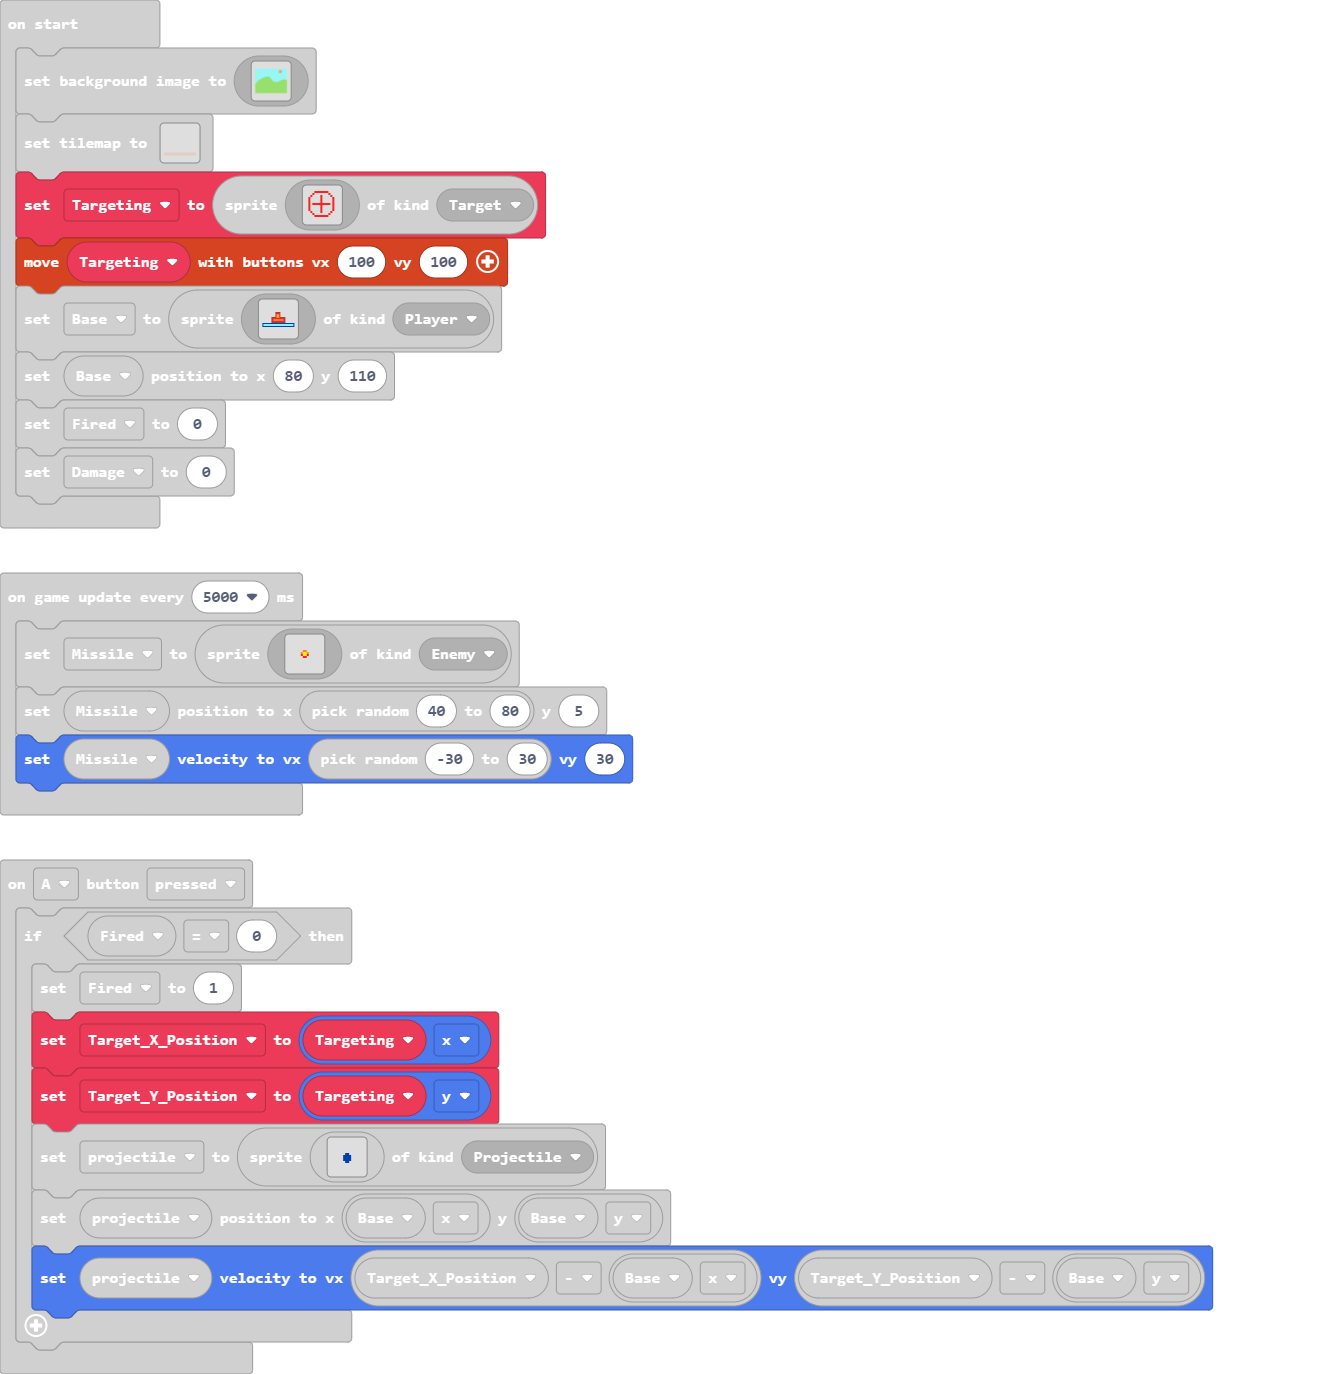 on start
set background image to
set tilemap to
set Targeting to sprite of kind Target
move Targeting with buttons vx 100 vy 100
set Base to sprite of kind Player
set Base position to x 80 y 110
set Fired to 0
set Damage to 0
on game update every 5000 ms
set Missile to sprite of kind Enemy
set Missile position to x pick random 40 to 80 y 5
set Missile velocity to vx pick random -30 to 30 vy 30
on A button pressed
if Fired = 0 then
set Fired to 1
set Target_X_Position to Targeting x
set Target_Y_Position to Targeting y
set projectile to sprite of kind Projectile
set projectile position to x Base x y Base y
set projectile velocity to vx Target_X_Position - Base x vy Target_Y_Position - Base y